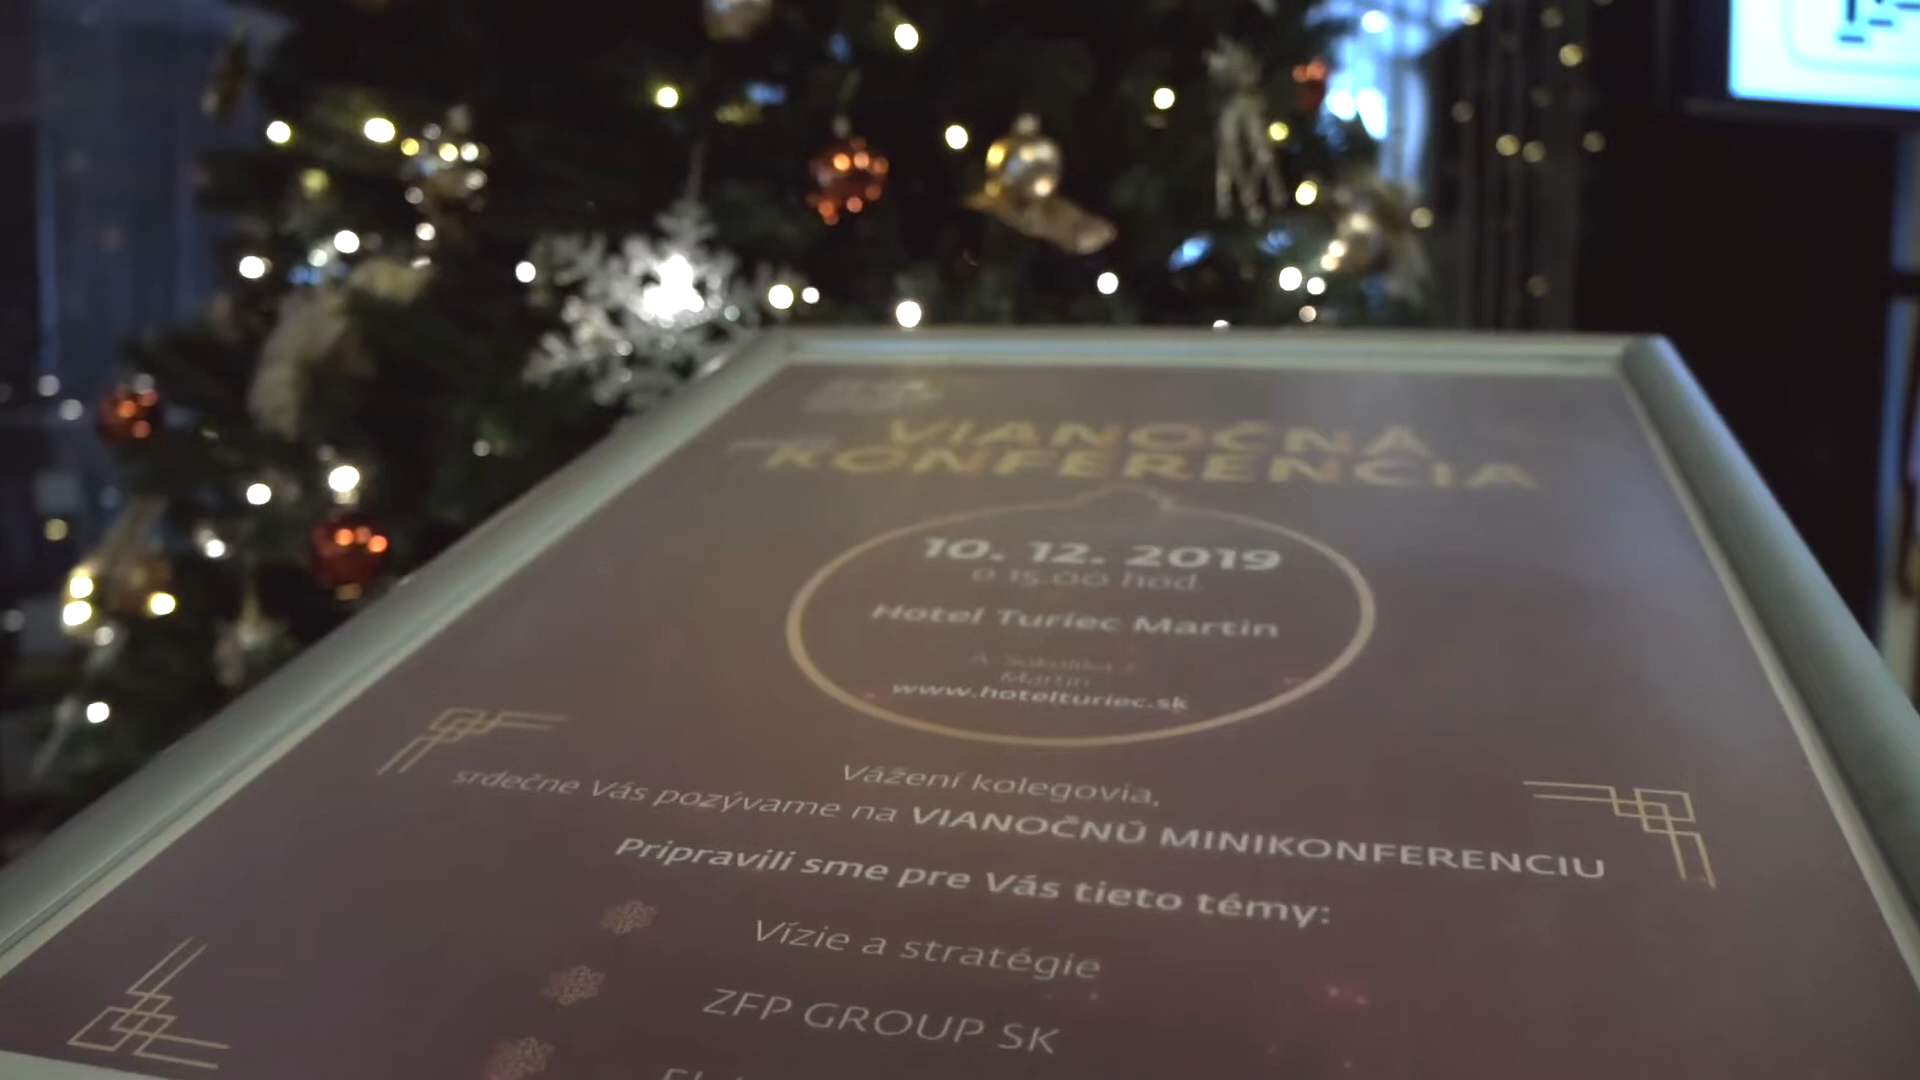 VIANOČNÁ
KONFERENCIA
10. 12. 2019
o 15.00 hod.
Hotel Turiec Martin
Martin
www.hotelturiec.sk
Vážení kolegovia,
srdečne Vás pozývame na VIANOČNÚ MINIKONFERENCIU
Pripravili sme pre Vás tieto témy:
Vízie a stratégie
ZFP GROUP SK